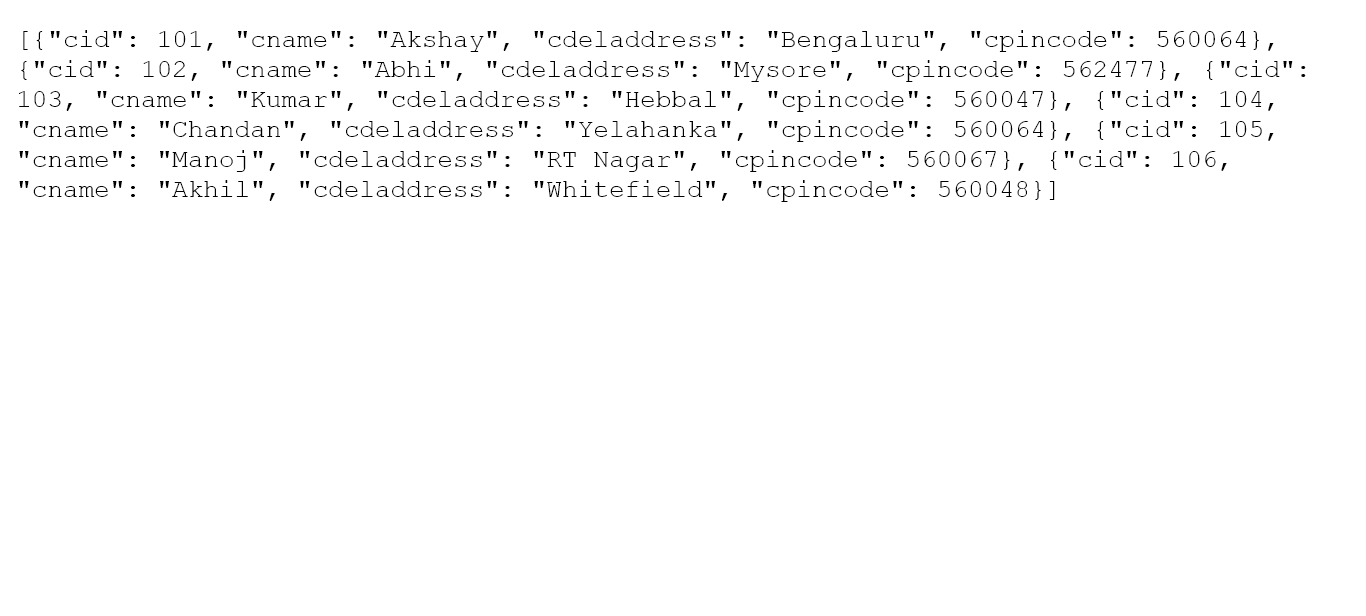 [{"cid": 101, "cname": "Akshay", "cdeladdress": "Bengaluru", "cpincode": 560064},
{"cid": 102, "cname": "Abhi", "cdeladdress": "Mysore", "cpincode": 562477}, {"cid":
103, "cname": "Kumar", "cdeladdress": "Hebbal", "cpincode": 560047}, {"cid": 104,
"cname": "Chandan", "cdeladdress": "Yelahanka", "cpincode": 560064}, {"cid": 105,
"cname": "Manoj", "cdeladdress": "RT Nagar", "cpincode": 560067}, {"cid": 106,
"cname": "Akhil", "cdeladdress": "Whitefield", "cpincode": 560048}]